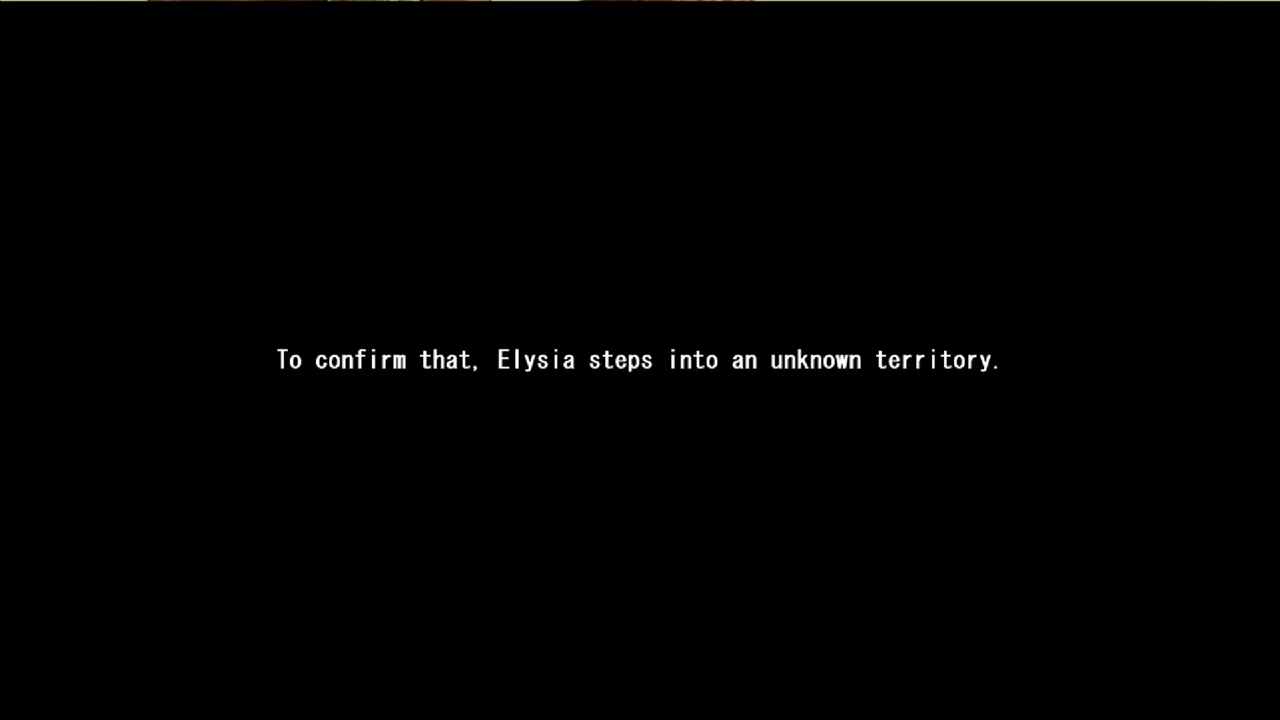 To confirm that, Elysia steps into an unknown territory.